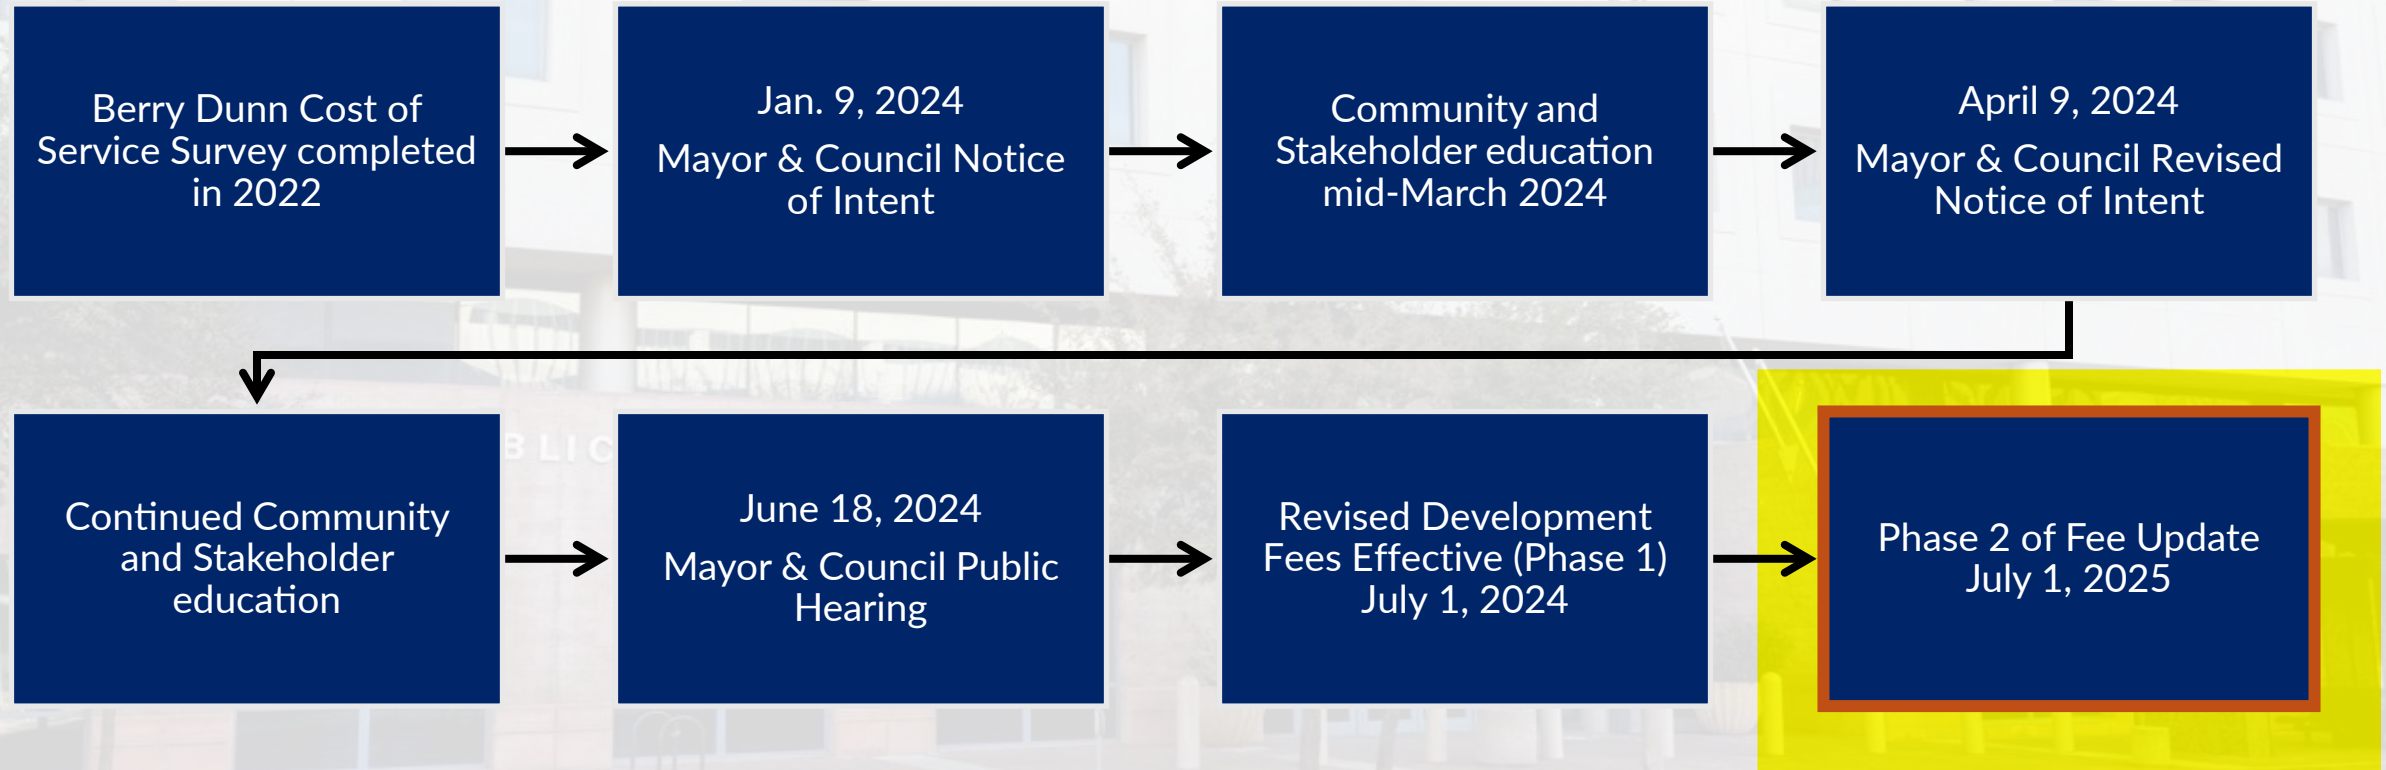 Berry Dunn Cost of
Service Survey completed
in 2022
Jan. 9, 2024
Mayor & Council Notice
of Intent
Community and
Stakeholder education
mid-March 2024
April 9, 2024
Mayor & Council Revised
Notice of Intent
Continued Community
and Stakeholder
education
June 18, 2024
Mayor & Council Public
Hearing
Revised Development
Fees Effective (Phase 1)
July 1, 2024
Phase 2 of Fee Update
July 1, 2025
BLIC